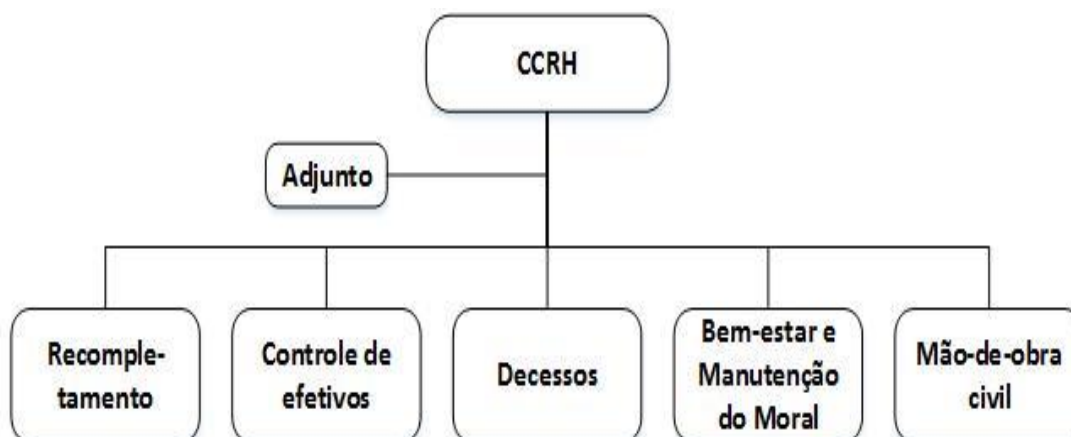 CCRH
Adjunto
Recomple-
tamento
Controle de
efetivos
Decessos
Bem-estar e
Manutenção
do Moral
Mão-de-obra
civil